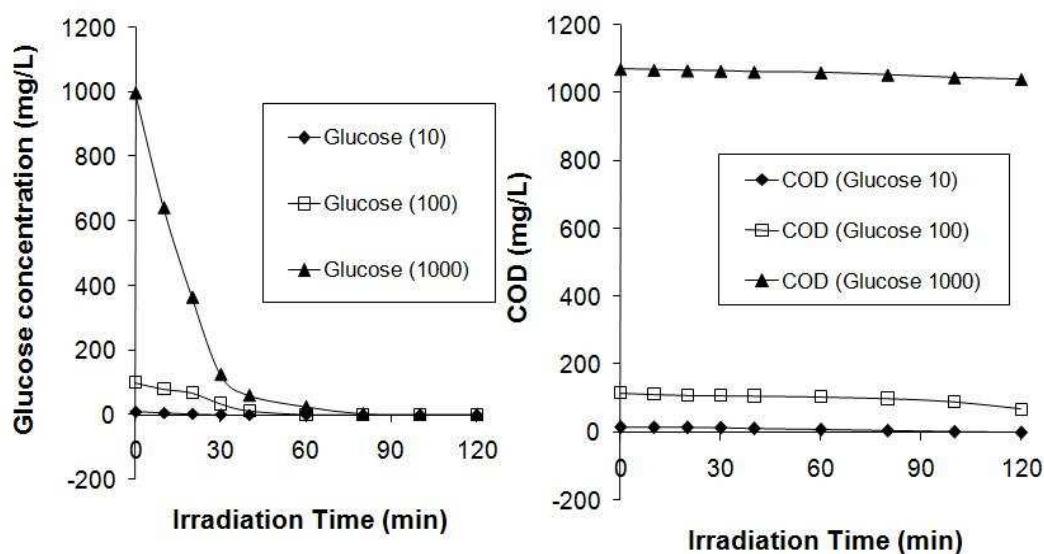 Glucose concentration (mg/L)
1200
1000
800
600
400
200
0
-200
0
30
60
90
120
Irradiation Time (min)
Glucose (10)
Glucose (100)
Glucose (1000)
COD (mg/L)
1200
1000
800
600
400
200
0
-200
0
30
60
90
120
Irradiation Time (min)
COD (Glucose 10)
COD (Glucose 100)
COD (Glucose 1000)